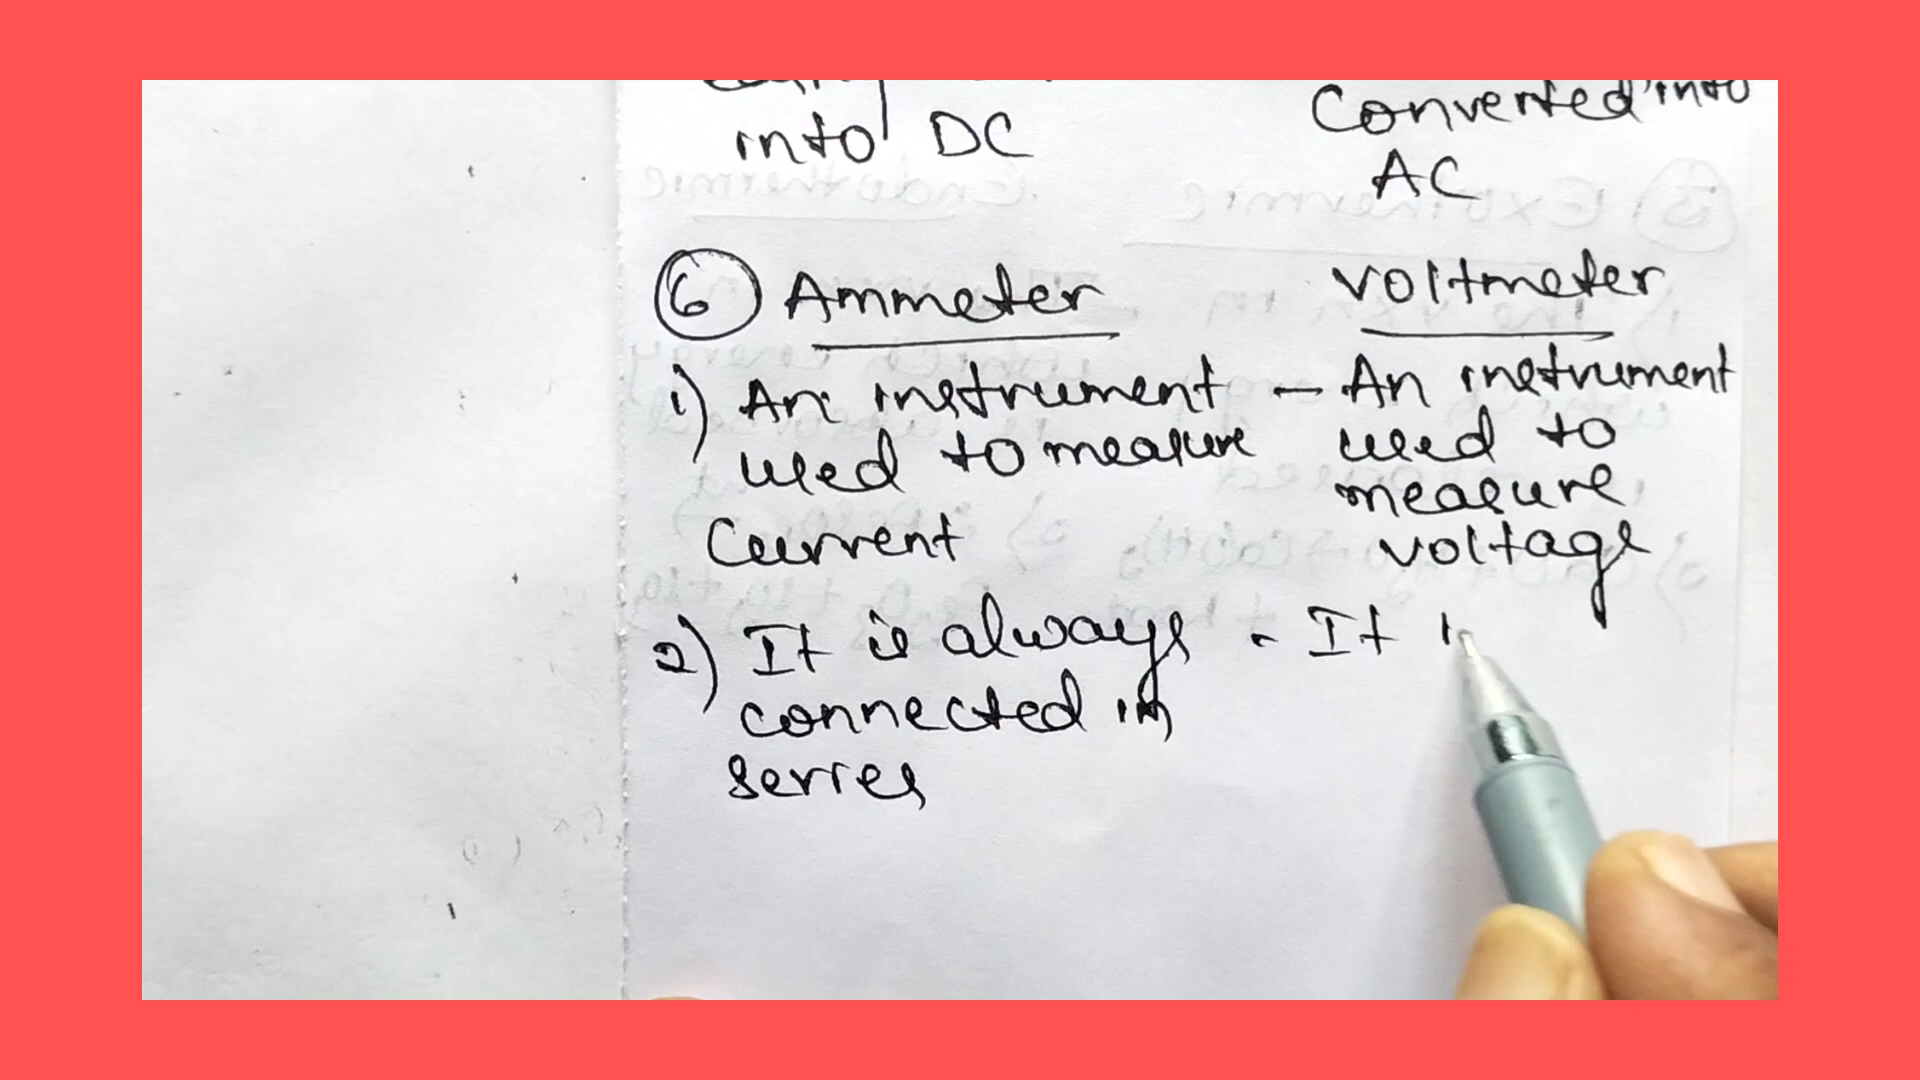 into DC
Converted into
AC
6 Ammeter
voltmeter
1) An instrument
used to measure
Current
- An instrument
used to
measure
voltage
2) It is always
connected in
series
- It i